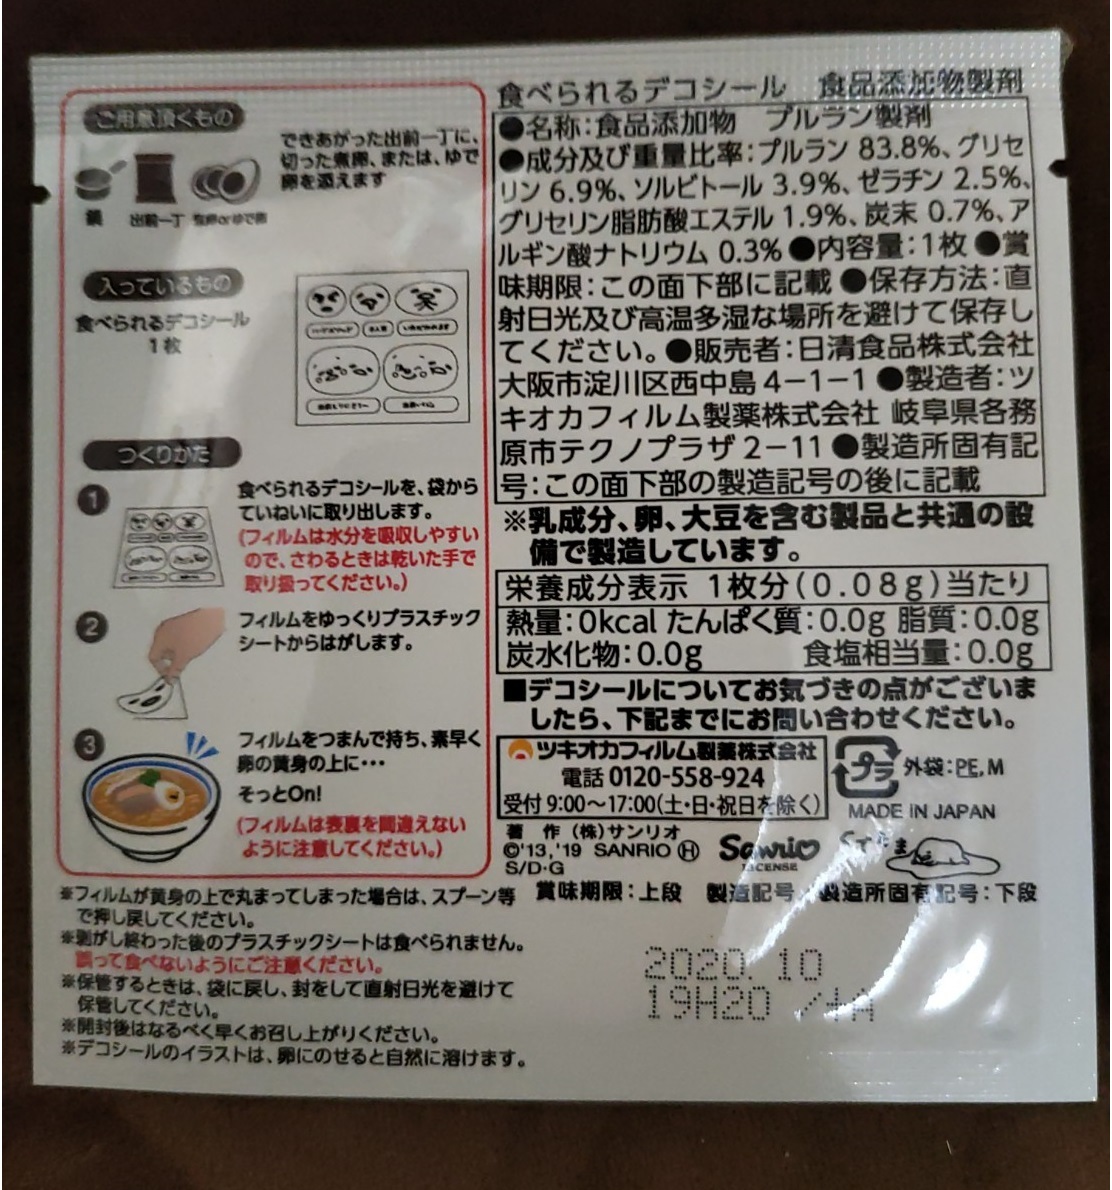 ご用意頂くもの
できあがった出前一丁に、
切った煮卵、または、ゆで
卵を添えます
鍋
出前一丁
煮卵orゆで卵
入っているもの
食べられるデコシール
1枚
つくりかた
1
食べられるデコシールを、袋から
ていねいに取り出します。
(フィルムは水分を吸収しやすい
ので、さわるときは乾いた手で
取り扱ってください。)
2
フィルムをゆっくりプラスチック
シートからはがします。
3
フィルムをつまんで持ち、素早く
卵の黄身の上に・・・
そっとOn!
(フィルムは表裏を間違えない
ように注意してください。)
※フィルムが黄身の上で丸まってしまった場合は、スプーン等
で押し戻してください。
※剥がし終わった後のプラスチックシートは食べられません。
誤って食べないようにご注意ください。
※保管するときは、袋に戻し、封をして直射日光を避けて
保管してください。
※開封後はなるべく早くお召し上がりください。
※デコシールのイラストは、卵にのせると自然に溶けます。
食べられるデコシール 食品添加物製剤
●名称:食品添加物 プルラン製剤
●成分及び重量比率:プルラン 83.8%、グリセ
リン 6.9%、ソルビトール 3.9%、ゼラチン 2.5%、
グリセリン脂肪酸エステル 1.9%、炭末 0.7%、ア
ルギン酸ナトリウム 0.3% ●内容量:1枚 ●賞
味期限:この面下部に記載 ●保存方法:直
射日光及び高温多湿な場所を避けて保存し
てください。●販売者:日清食品株式会社
大阪市淀川区西中島4-1-1 ●製造者:ツ
キオカフィルム製薬株式会社 岐阜県各務
原市テクノプラザ2-11 ●製造所固有記
号:この面下部の製造記号の後に記載
※乳成分、卵、大豆を含む製品と共通の設
備で製造しています。
栄養成分表示 1枚分(0.08g)当たり
熱量:0kcal たんぱく質:0.0g 脂質:0.0g
炭水化物:0.0g 食塩相当量:0.0g
■デコシールについてお気づきの点がございま
したら、下記までにお問い合わせください。
ツキオカフィルム製薬株式会社
電話 0120-558-924
受付 9:00〜17:00(土・日・祝日を除く)
プラ
外袋:PE,M
MADE IN JAPAN
著 作 (株)サンリオ
©'13,'19 SANRIO Ⓗ
S/D・G
Sanrio
LICENSE
ぐでたま
賞味期限:上段 製造記号/製造所固有記号:下段
2020.10
19H20 /+A